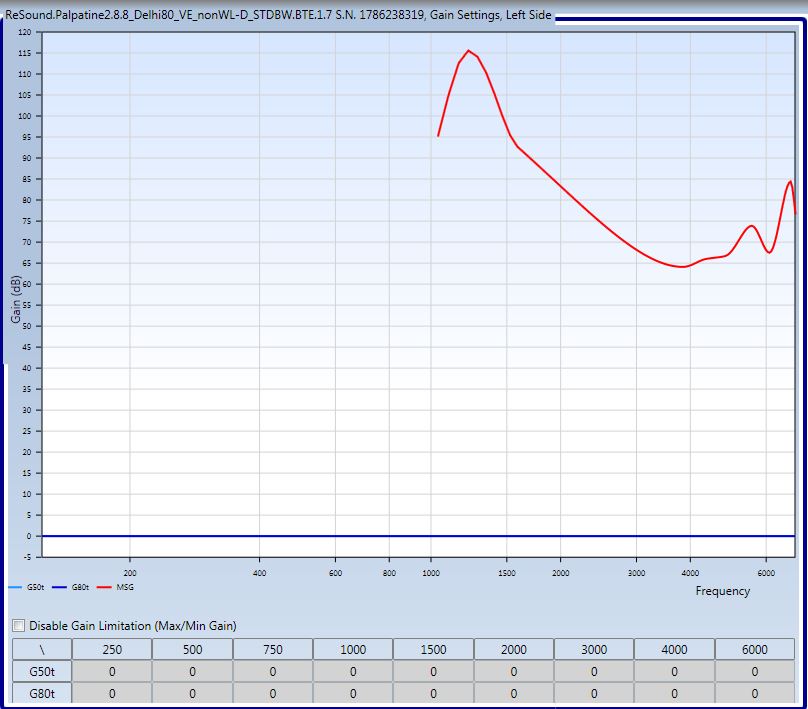 ReSound.Palpatine2.8.8_Delhi80_VE_nonWL-D_STDBW.BTE.1.7 S.N. 1786238319, Gain Settings, Left Side
120
115
110
105
100
95
90
85
80
75
70
65
60
55
50
45
40
35
30
25
20
15
10
5
0
-5
Gain (dB)
200 400 600 800 1000 1500 2000 3000 4000 6000
G50t G80t MSG
Frequency
Disable Gain Limitation (Max/Min Gain)
\ 250 500 750 1000 1500 2000 3000 4000 6000
G50t 0 0 0 0 0 0 0 0 0
G80t 0 0 0 0 0 0 0 0 0